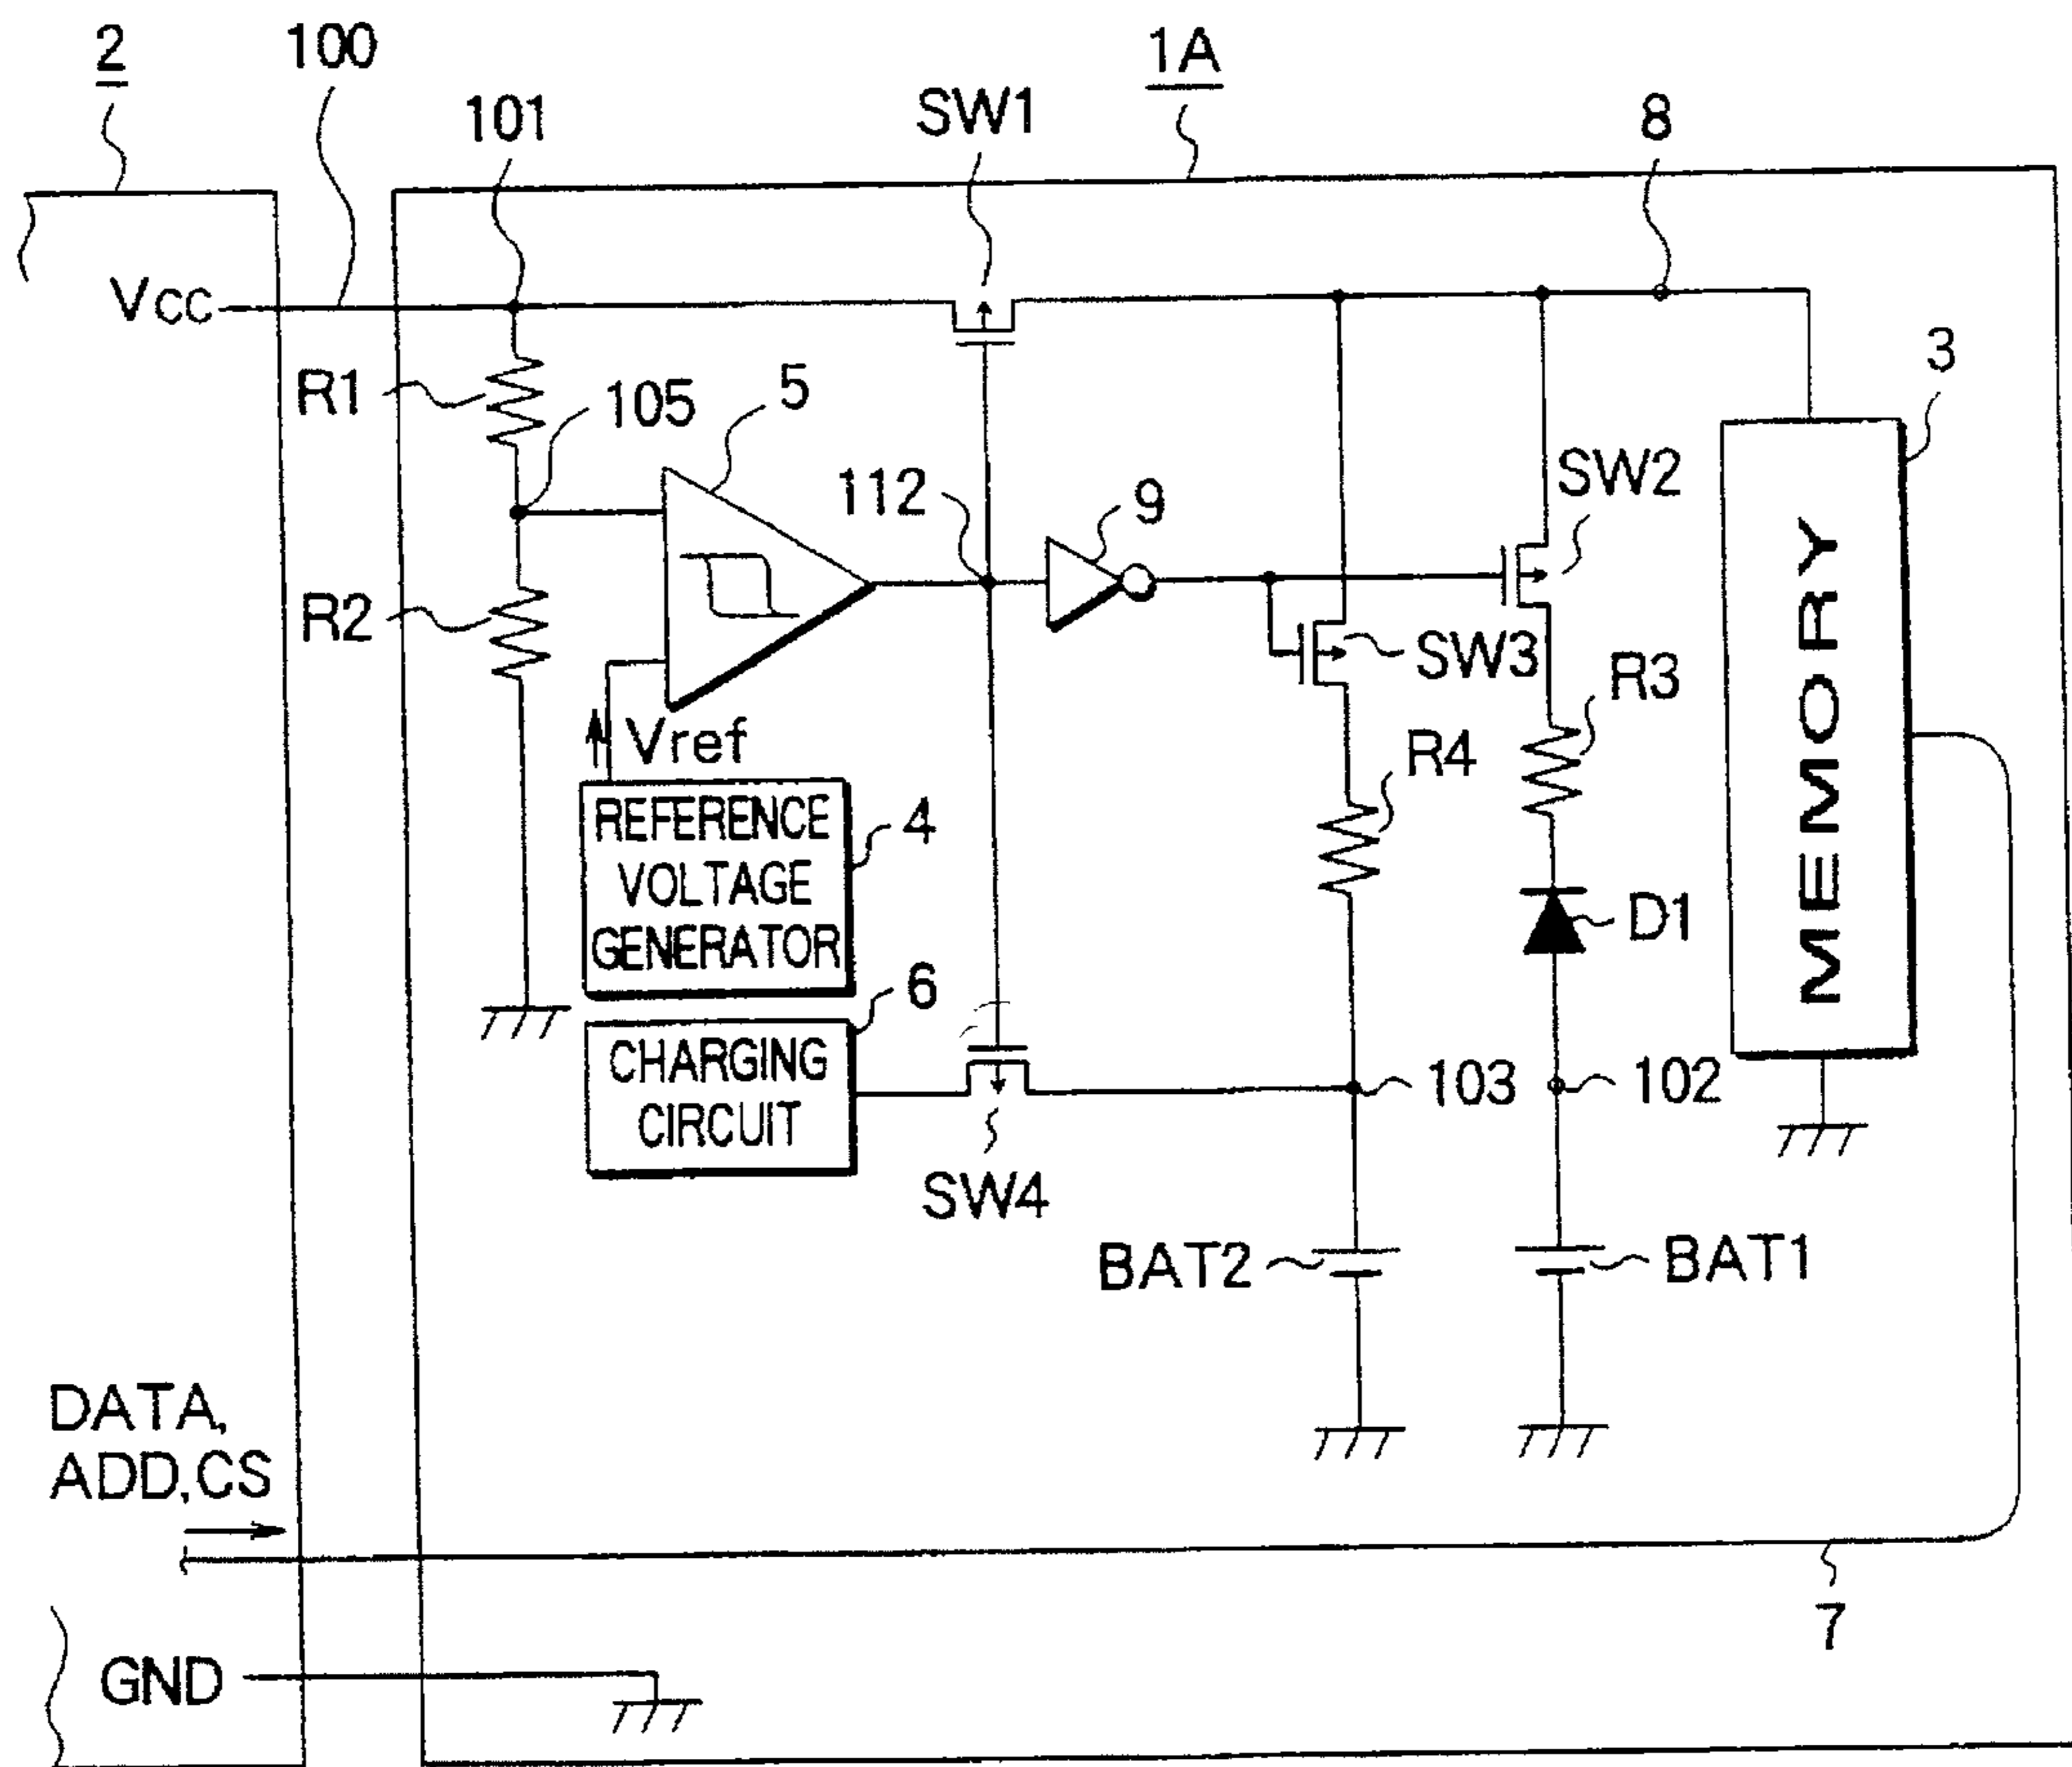 2
100
101
SW1
1A
8
VCC
R1
105
5
112
9
SW2
3
R2
SW3
R3
Vref
R4
MEMORY
REFERENCE
VOLTAGE
GENERATOR
4
D1
6
CHARGING
CIRCUIT
103
102
SW4
BAT2
BAT1
DATA,
ADD,CS
7
GND